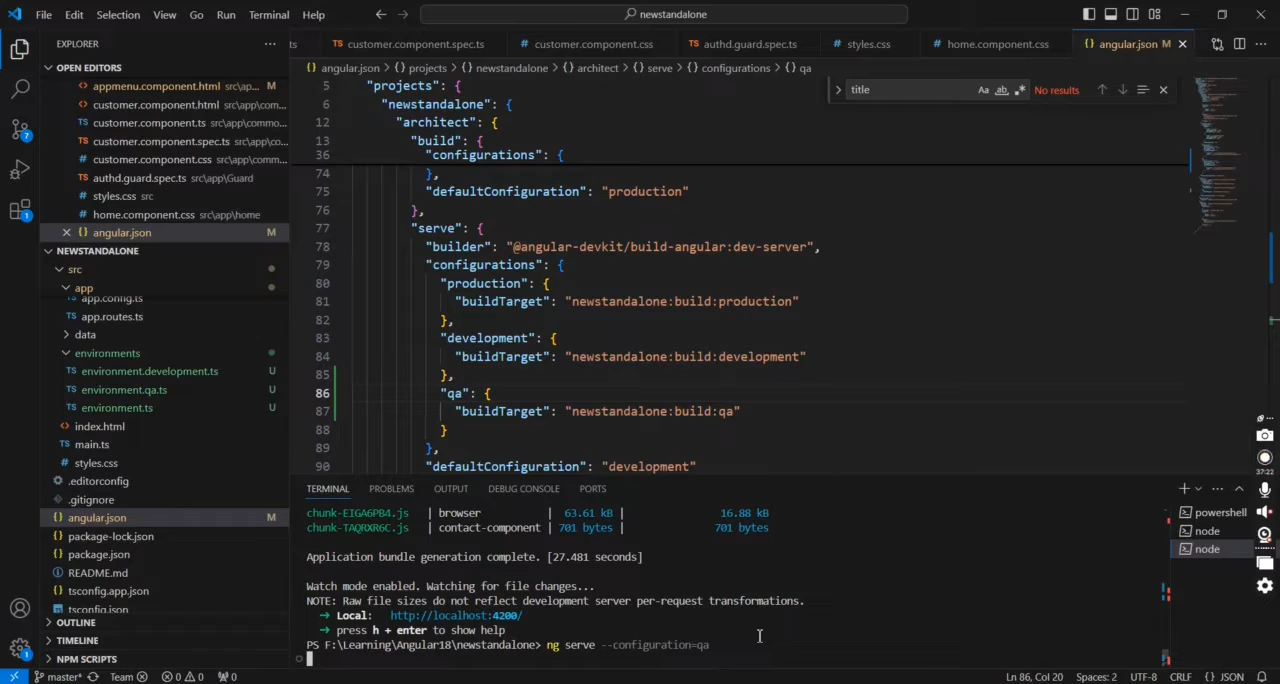 File Edit Selection View Go Run Terminal Help
newstandalone
EXPLORER
OPEN EDITORS
appmenu.component.html src\ap... M
customer.component.html src\app\com...
customer.component.ts src\app\commo...
customer.component.spec.ts src\app\co...
customer.component.css src\app\comm...
authd.guard.spec.ts src\app\Guard
styles.css src
home.component.css src\app\home
angular.json M
NEWSTANDALONE
src
app
app.config.ts
app.routes.ts
data
environments
environment.development.ts U
environment.qa.ts U
environment.ts U
index.html
main.ts
styles.css
.editorconfig
.gitignore
angular.json M
package-lock.json
package.json
README.md
tsconfig.app.json
tsconfig.json
OUTLINE
TIMELINE
NPM SCRIPTS
ts customer.component.spec.ts customer.component.css authd.guard.spec.ts styles.css home.component.css angular.json M
angular.json > {} projects > {} newstandalone > {} architect > {} serve > {} configurations > {} qa
title Aa ab No results
5 "projects": {
6 "newstandalone": {
12 "architect": {
13 "build": {
36 "configurations": {
74 },
75 "defaultConfiguration": "production"
76 },
77 "serve": {
78 "builder": "@angular-devkit/build-angular:dev-server",
79 "configurations": {
80 "production": {
81 "buildTarget": "newstandalone:build:production"
82 },
83 "development": {
84 "buildTarget": "newstandalone:build:development"
85 },
86 "qa": {
87 "buildTarget": "newstandalone:build:qa"
88 }
89 },
90 "defaultConfiguration": "development"
TERMINAL PROBLEMS OUTPUT DEBUG CONSOLE PORTS
chunk-EIGA6PB4.js | browser | 63.61 kB | 16.88 kB
chunk-TAQRXR6C.js | contact-component | 701 bytes | 701 bytes
Application bundle generation complete. [27.481 seconds]
Watch mode enabled. Watching for file changes...
NOTE: Raw file sizes do not reflect development server per-request transformations.
➜ Local: http://localhost:4200/
➜ press h + enter to show help
PS F:\Learning\Angular18\newstandalone> ng serve --configuration=qa
powershell
node
node
37:22
master* Team 0 0 0 Ln 86, Col 20 Spaces: 2 UTF-8 CRLF {} JSON